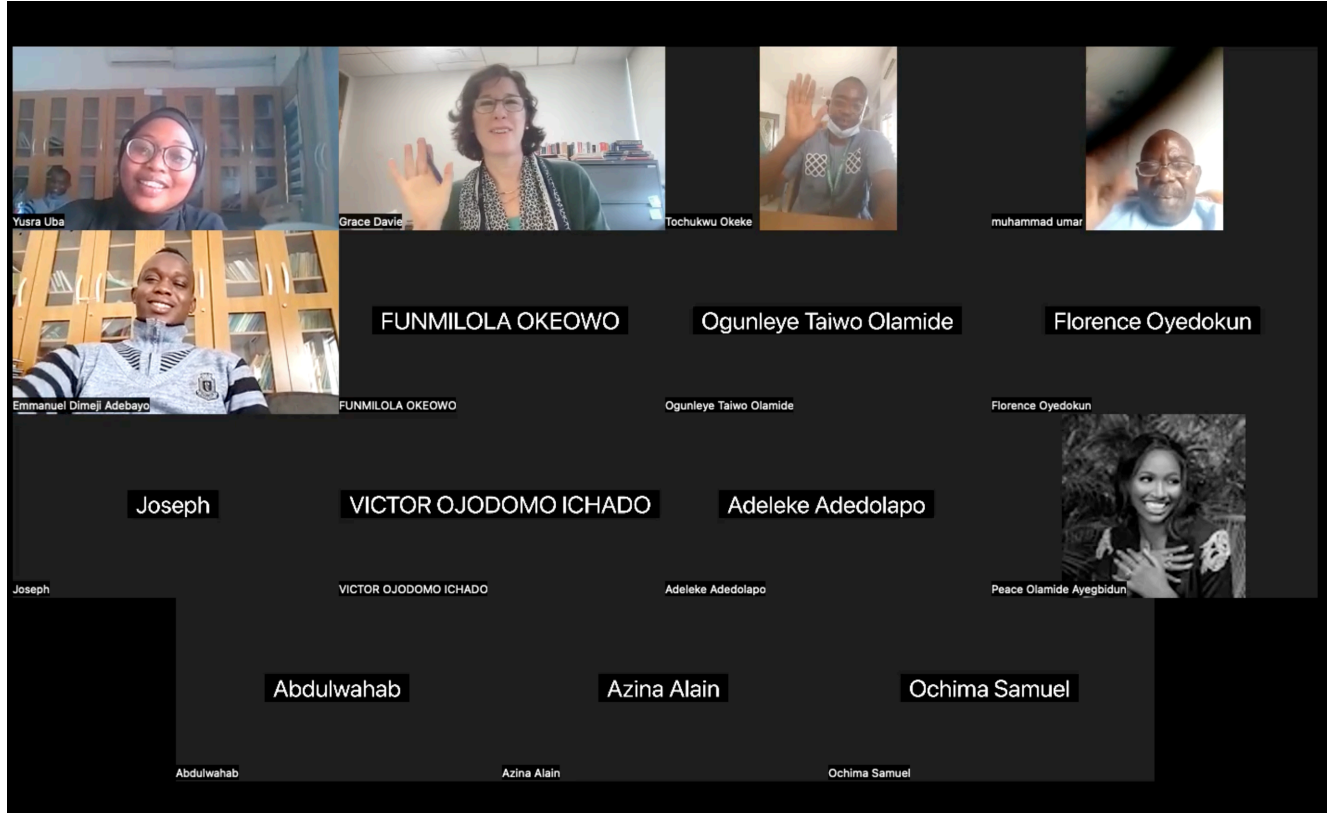 Yusra Uba
Grace Davie
Tochukwu Okeke
muhammad umar
FUNMILOLA OKEOWO
Ogunleye Taiwo Olamide
Florence Oyedokun
Emmanuel Dimeji Adebayo
FUNMILOLA OKEOWO
Ogunleye Taiwo Olamide
Florence Oyedokun
Joseph
VICTOR OJODOMO ICHADO
Adeleke Adedolapo
Joseph
VICTOR OJODOMO ICHADO
Adeleke Adedolapo
Peace Olamide Ayegbidun
Abdulwahab
Azina Alain
Ochima Samuel
Abdulwahab
Azina Alain
Ochima Samuel